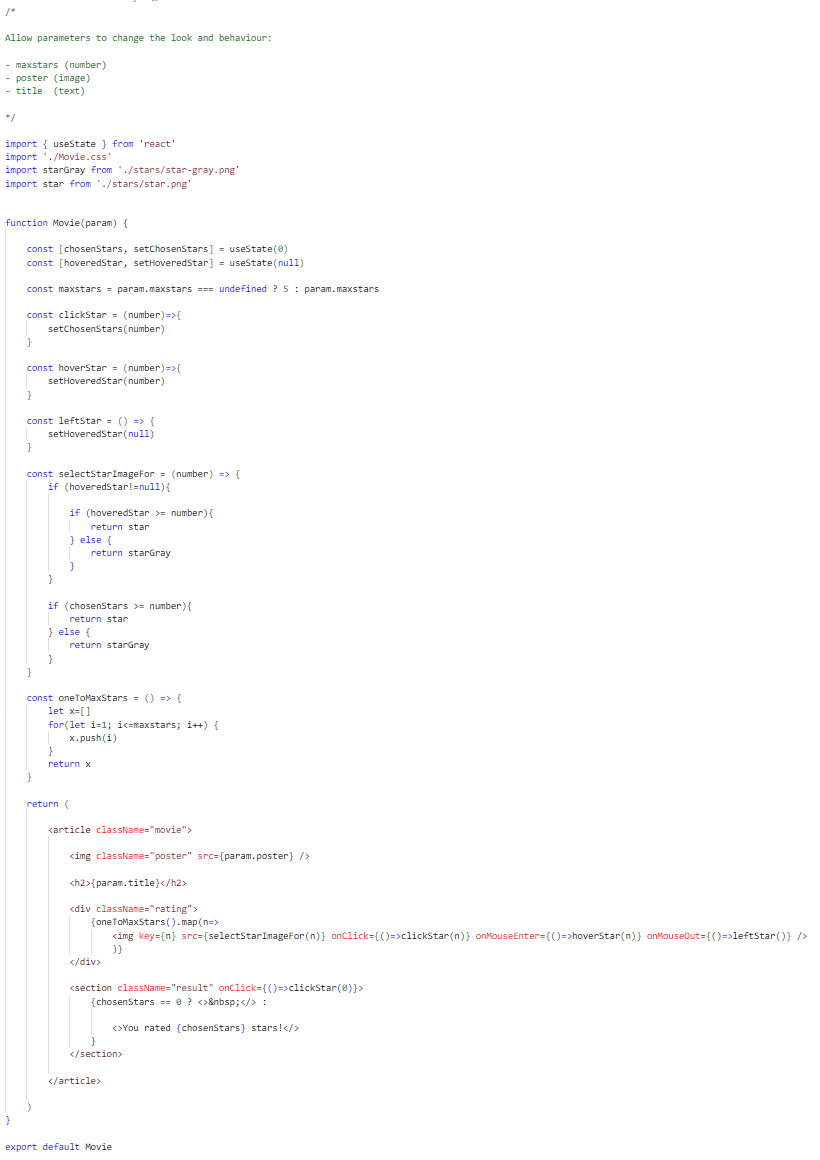 /*
Allow parameters to change the look and behaviour:
- maxstars (number)
- poster (image)
- title  (text)
*/
import { useState } from 'react'
import './Movie.css'
import starGray from './stars/star-gray.png'
import star from './stars/star.png'
function Movie(param) {
const [chosenStars, setChosenStars] = useState(0)
const [hoveredStar, setHoveredStar] = useState(null)
const maxstars = param.maxstars === undefined ? 5 : param.maxstars
const clickStar = (number)=>{
setChosenStars(number)
}
const hoverStar = (number)=>{
setHoveredStar(number)
}
const leftStar = () => {
setHoveredStar(null)
}
const selectStarImageFor = (number) => {
if (hoveredStar!=null){
if (hoveredStar >= number){
return star
} else {
return starGray
}
}
if (chosenStars >= number){
return star
} else {
return starGray
}
}
const oneToMaxStars = () => {
let x=[]
for(let i=1; i<=maxstars; i++) {
x.push(i)
}
return x
}
return (
<article className="movie">
<img className="poster" src={param.poster} />
<h2>{param.title}</h2>
<div className="rating">
{oneToMaxStars().map(n=>
<img key={n} src={selectStarImageFor(n)} onClick={()=>clickStar(n)} onMouseEnter={()=>hoverStar(n)} onMouseOut={()=>leftStar()} />
)}
</div>
<section className="result" onClick={()=>clickStar(0)}>
{chosenStars == 0 ? <>&nbsp;</> :
<>You rated {chosenStars} stars!</>
}
</section>
</article>
)
}
export default Movie